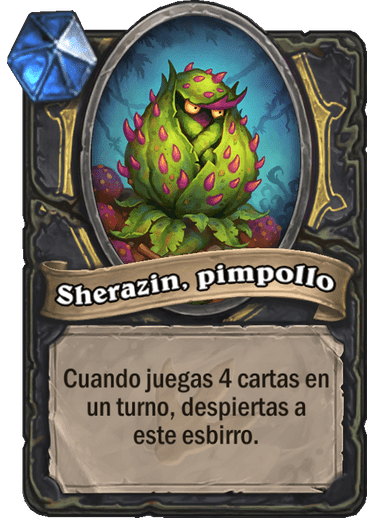 Sherazin, pimpollo
Cuando juegas 4 cartas en
un turno, despiertas a
este esbirro.